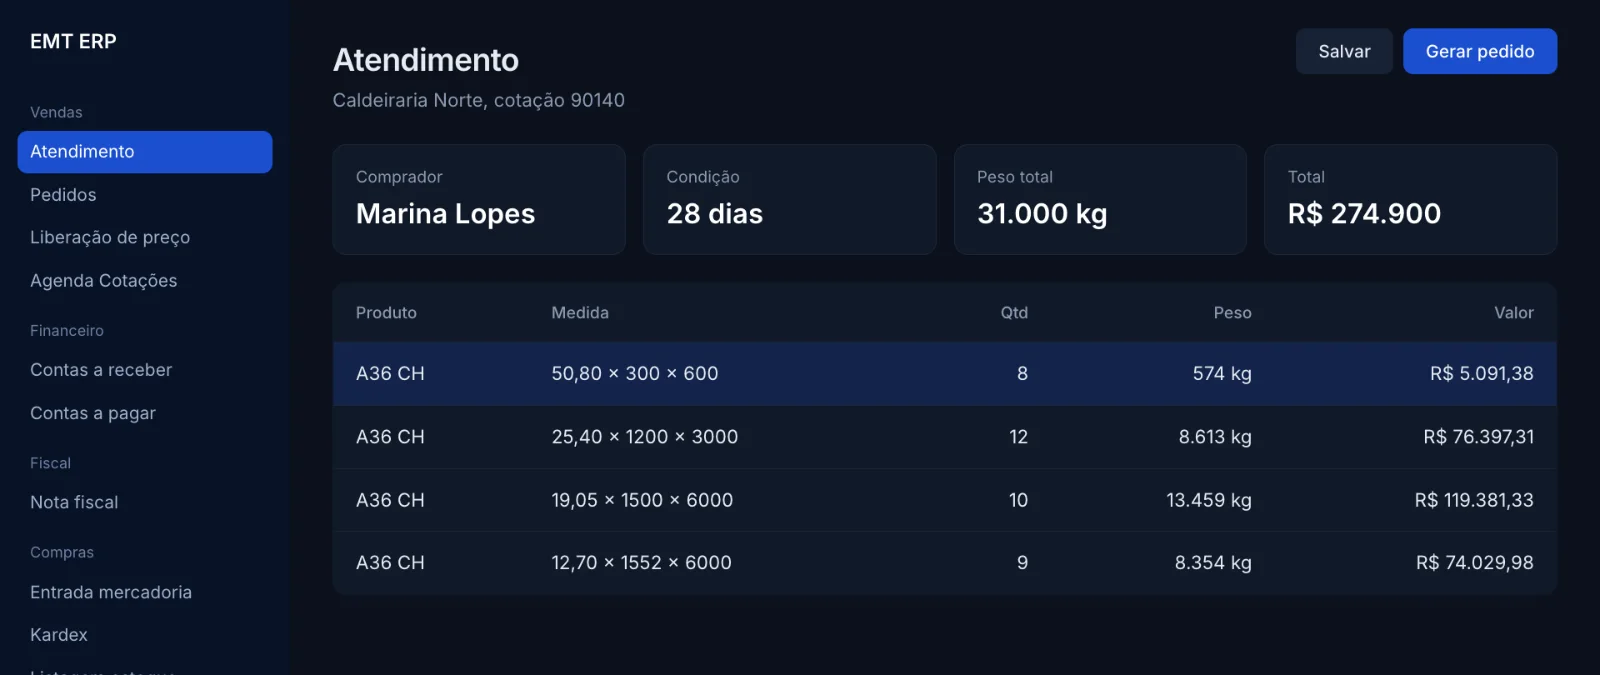 EMT ERP
Vendas
Atendimento
Pedidos
Liberação de preço
Agenda Cotações
Financeiro
Contas a receber
Contas a pagar
Fiscal
Nota fiscal
Compras
Entrada mercadoria
Kardex
Atendimento
Caldeiraria Norte, cotação 90140
Salvar
Gerar pedido
Comprador
Marina Lopes
Condição
28 dias
Peso total
31.000 kg
Total
R$ 274.900
Produto Medida Qtd Peso Valor
A36 CH 50,80 × 300 × 600 8 574 kg R$ 5.091,38
A36 CH 25,40 × 1200 × 3000 12 8.613 kg R$ 76.397,31
A36 CH 19,05 × 1500 × 6000 10 13.459 kg R$ 119.381,33
A36 CH 12,70 × 1552 × 6000 9 8.354 kg R$ 74.029,98